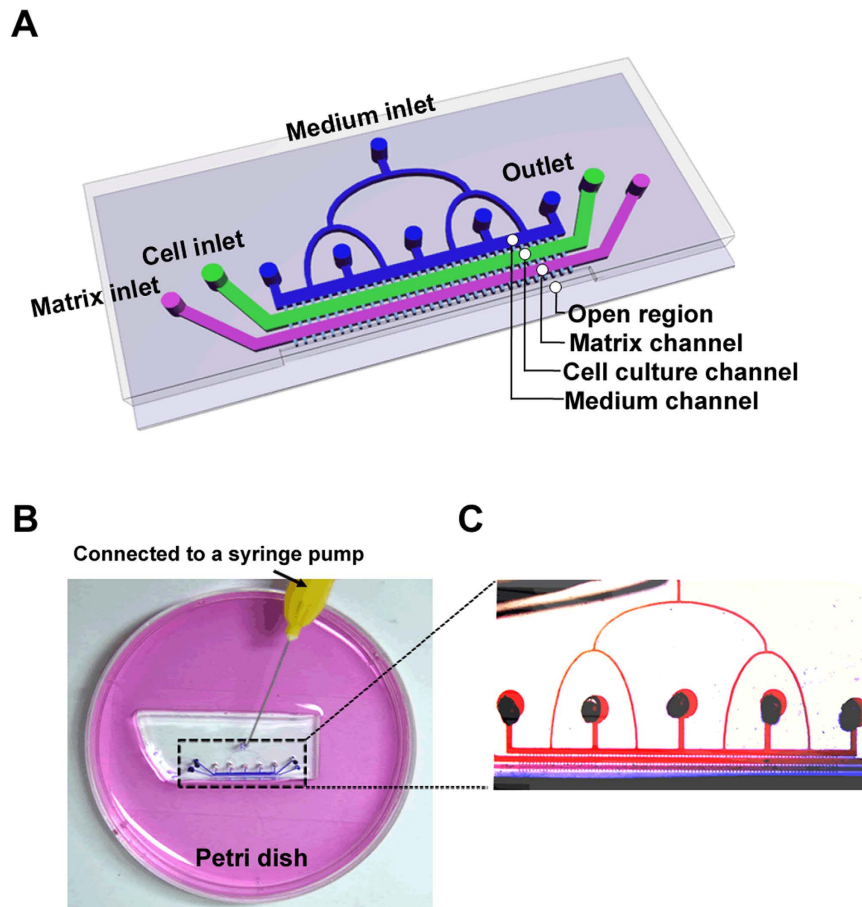 A
Medium inlet
Outlet
Cell inlet
Matrix inlet
Open region
Matrix channel
Cell culture channel
Medium channel
B
C
Connected to a syringe pump
Petri dish